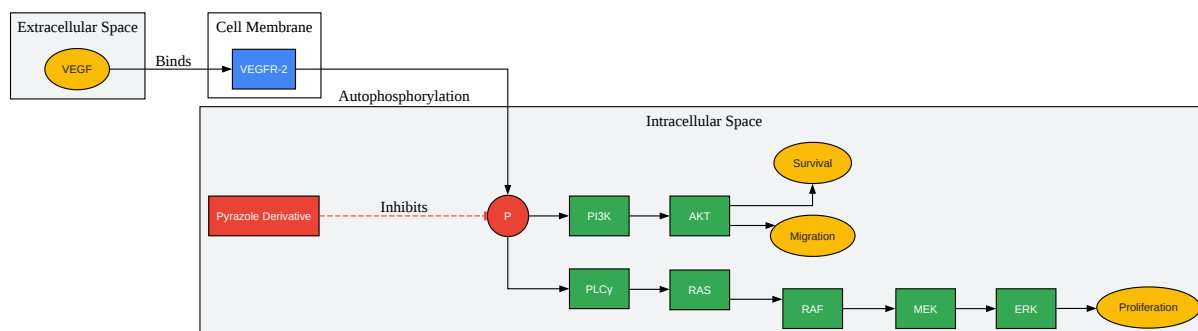 Extracellular Space
Cell Membrane
VEGF
Binds
VEGFR-2
Autophosphorylation
Intracellular Space
Survival
Pyrazole Derivative
Inhibits
P
PI3K
AKT
Migration
PLCγ
RAS
RAF
MEK
ERK
Proliferation